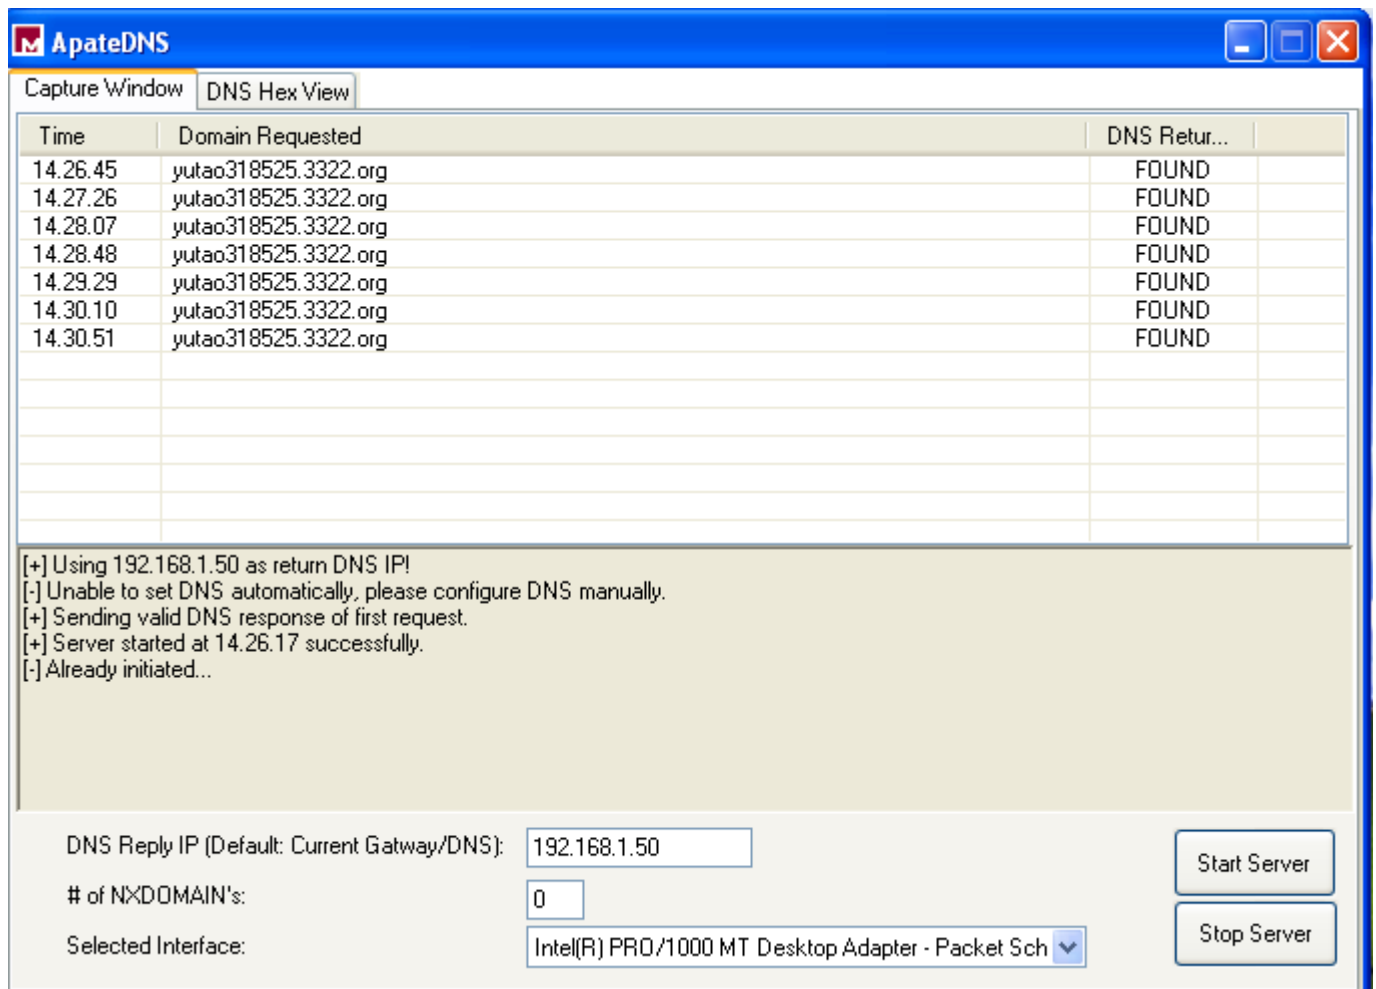 ApateDNS
Capture Window DNS Hex View
Time Domain Requested DNS Retur...
14.26.45 yutao318525.3322.org FOUND
14.27.26 yutao318525.3322.org FOUND
14.28.07 yutao318525.3322.org FOUND
14.28.48 yutao318525.3322.org FOUND
14.29.29 yutao318525.3322.org FOUND
14.30.10 yutao318525.3322.org FOUND
14.30.51 yutao318525.3322.org FOUND
[+] Using 192.168.1.50 as return DNS IP!
[-] Unable to set DNS automatically, please configure DNS manually.
[+] Sending valid DNS response of first request.
[+] Server started at 14.26.17 successfully.
[-] Already initiated...
DNS Reply IP (Default: Current Gatway/DNS): 192.168.1.50
Start Server
# of NXDOMAIN's: 0
Stop Server
Selected Interface: Intel(R) PRO/1000 MT Desktop Adapter - Packet Sch